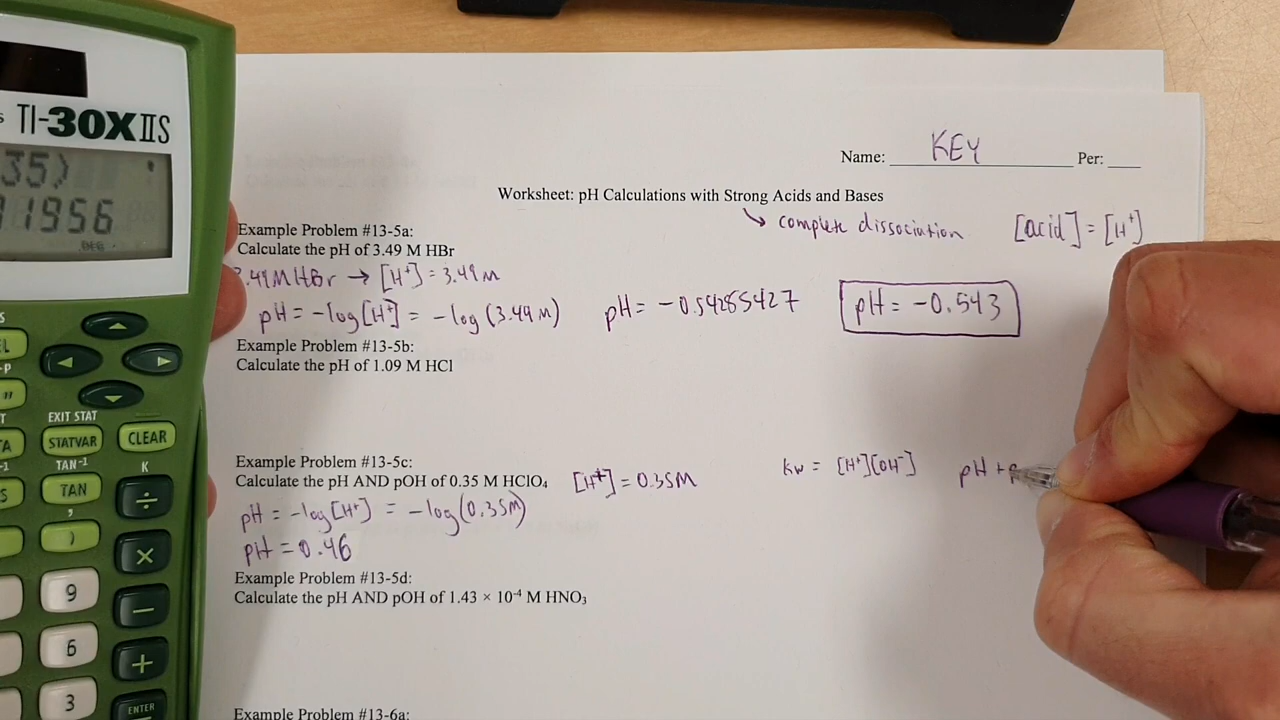 TI-30X IIS
35)
1956
EXIT STAT
STATVAR
CLEAR
TAN-1
K
TAN
÷
,
)
×
9
−
6
+
3
ENTER
Name: KEY Per:
Worksheet: pH Calculations with Strong Acids and Bases
↳ complete dissociation [acid] = [H+]
Example Problem #13-5a:
Calculate the pH of 3.49 M HBr
3.49M HBr → [H+] = 3.49 M
pH = -log[H+] = -log(3.49 M) pH = -0.54285427 pH = -0.543
Example Problem #13-5b:
Calculate the pH of 1.09 M HCl
Example Problem #13-5c:
Calculate the pH AND pOH of 0.35 M HClO₄ [H+] = 0.35M Kw = [H+][OH-] pH +
pH = -log[H+] = -log(0.35M)
pH = 0.46
Example Problem #13-5d:
Calculate the pH AND pOH of 1.43 × 10⁻⁴ M HNO₃
Example Problem #13-6a: